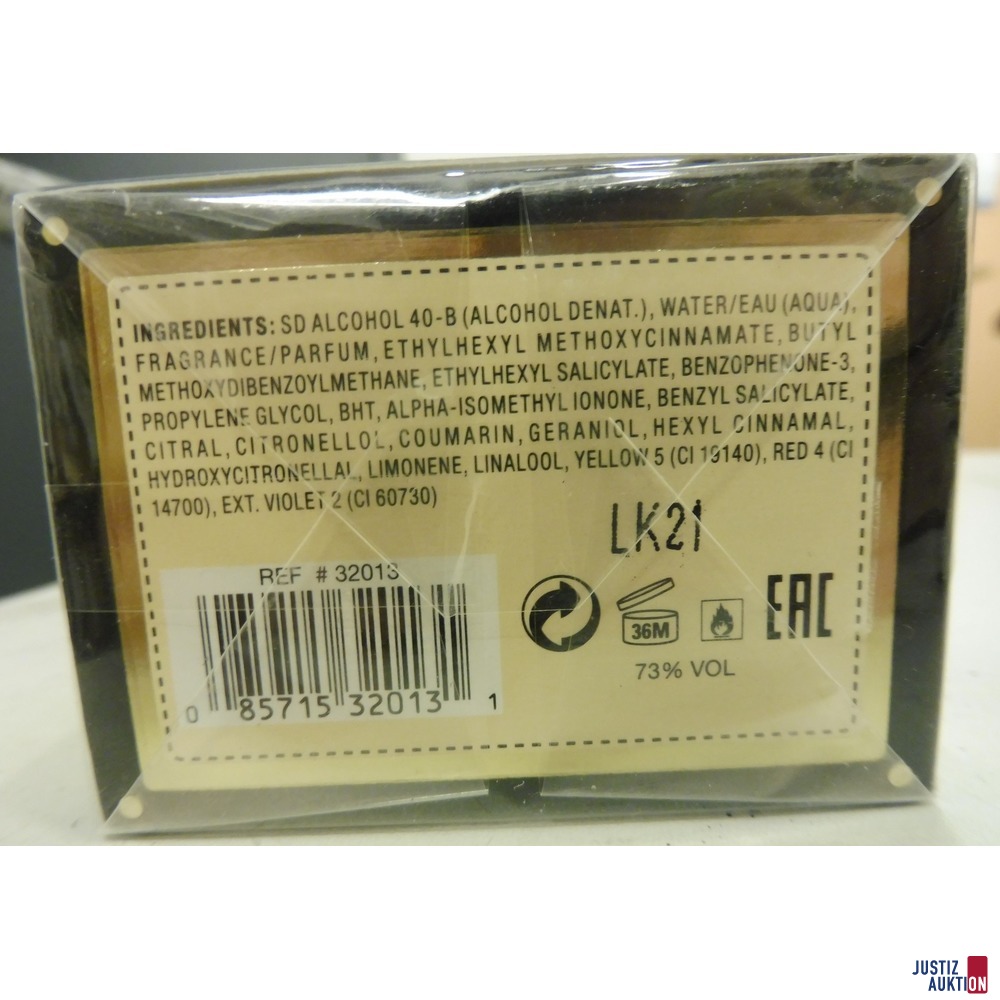 INGREDIENTS: SD ALCOHOL 40-B (ALCOHOL DENAT.), WATER/EAU (AQUA),
FRAGRANCE/PARFUM, ETHYLHEXYL METHOXYCINNAMATE, BUTYL
METHOXYDIBENZOYLMETHANE, ETHYLHEXYL SALICYLATE, BENZOPHENONE-3,
PROPYLENE GLYCOL, BHT, ALPHA-ISOMETHYL IONONE, BENZYL SALICYLATE,
CITRAL, CITRONELLOL, COUMARIN, GERANIOL, HEXYL CINNAMAL,
HYDROXYCITRONELLAL, LIMONENE, LINALOOL, YELLOW 5 (CI 19140), RED 4 (CI
14700), EXT. VIOLET 2 (CI 60730)
LK21
REF # 32013
0 85715 32013 1
36M
EAC
73% VOL
JUSTIZ
AUKTION